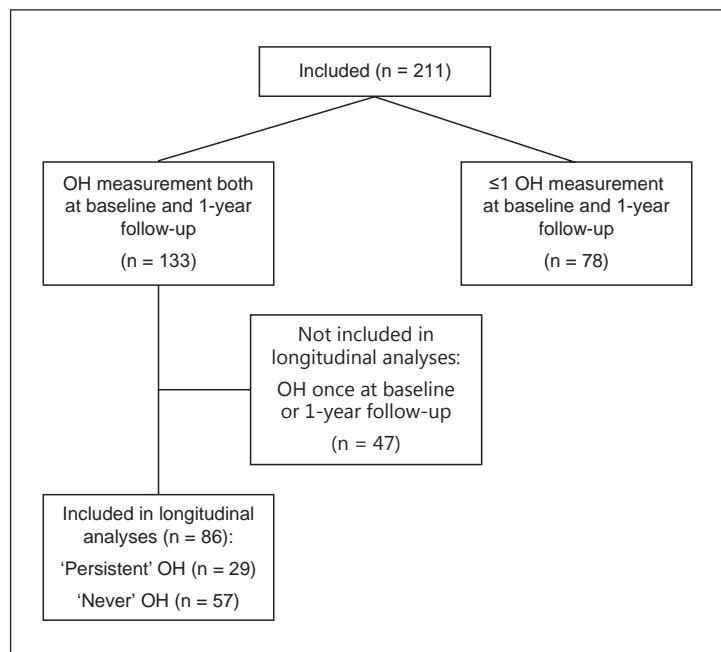 Included (n = 211)
OH measurement both
at baseline and 1-year
follow-up
(n = 133)
≤1 OH measurement
at baseline and 1-year
follow-up
(n = 78)
Not included in
longitudinal analyses:
OH once at baseline
or 1-year follow-up
(n = 47)
Included in longitudinal
analyses (n = 86):
‘Persistent’ OH (n = 29)
‘Never’ OH (n = 57)